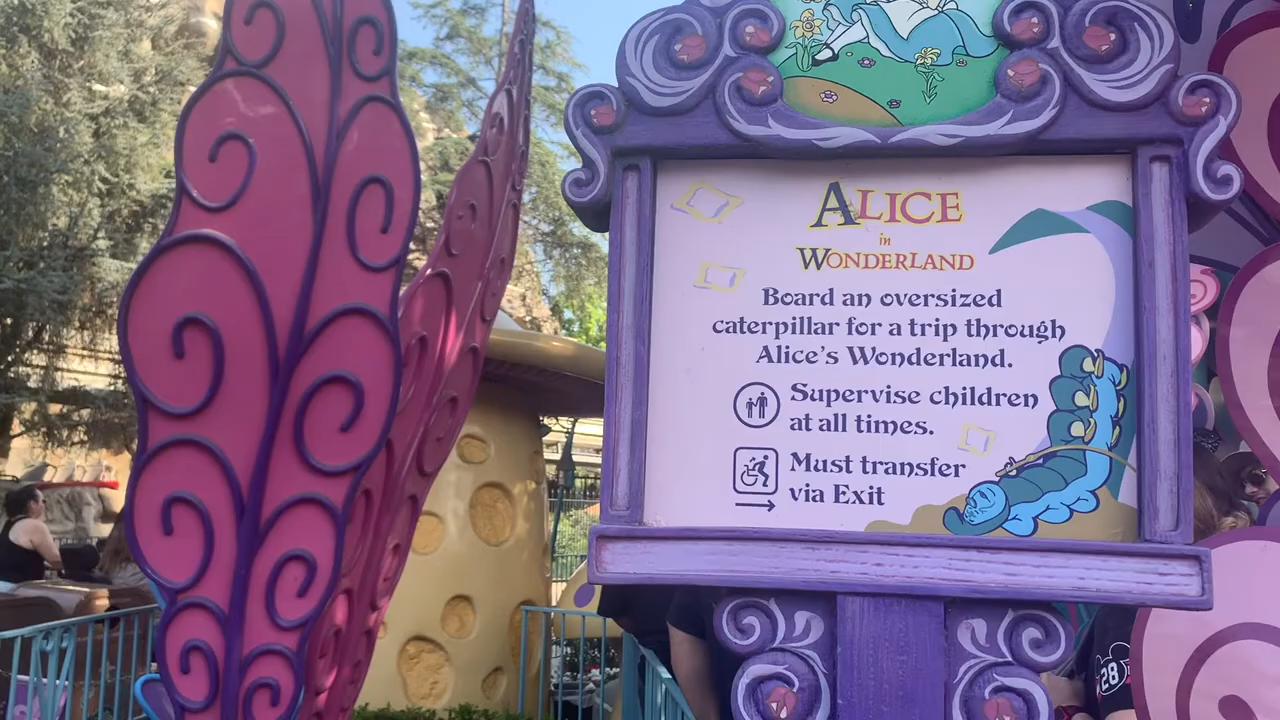 ALICE
in
WONDERLAND
Board an oversized
caterpillar for a trip through
Alice's Wonderland.
Supervise children
at all times.
Must transfer
via Exit
28